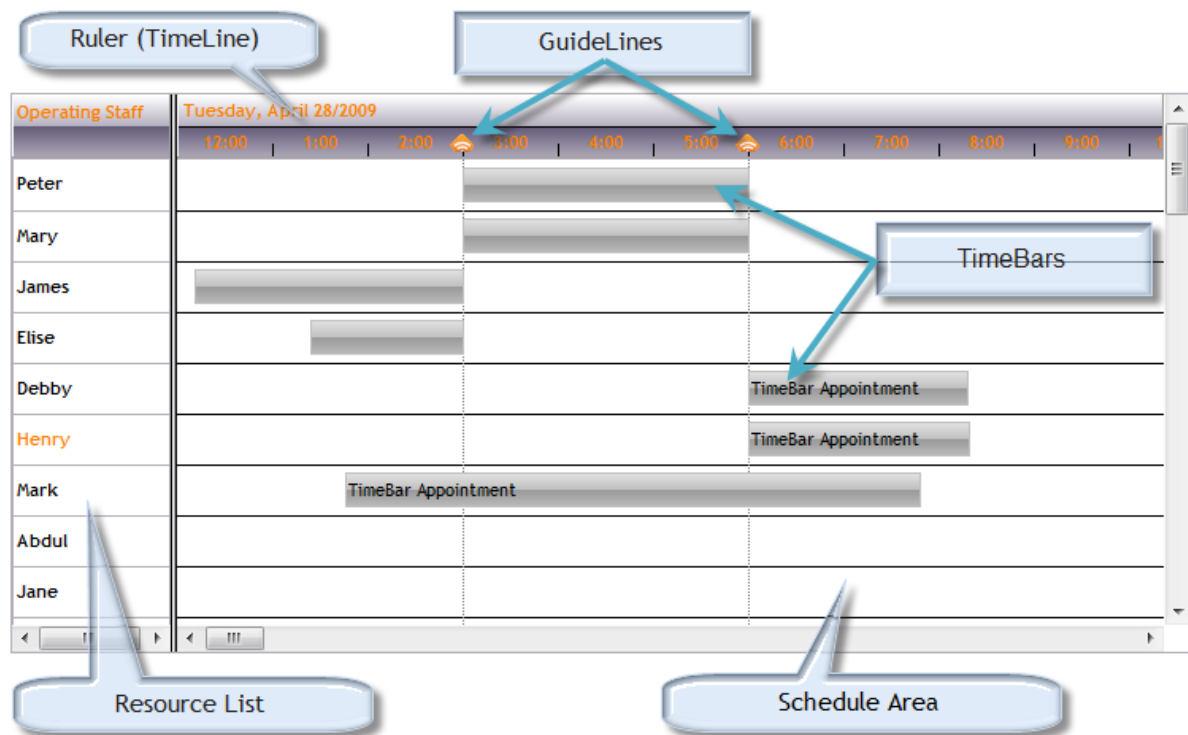 Ruler (TimeLine)
GuideLines
Operating Staff
Tuesday, April 28/2009
12:00 1:00 2:00 3:00 4:00 5:00 6:00 7:00 8:00 9:00
Peter
Mary
TimeBars
James
Elise
Debby
TimeBar Appointment
Henry
TimeBar Appointment
Mark
TimeBar Appointment
Abdul
Jane
Resource List
Schedule Area